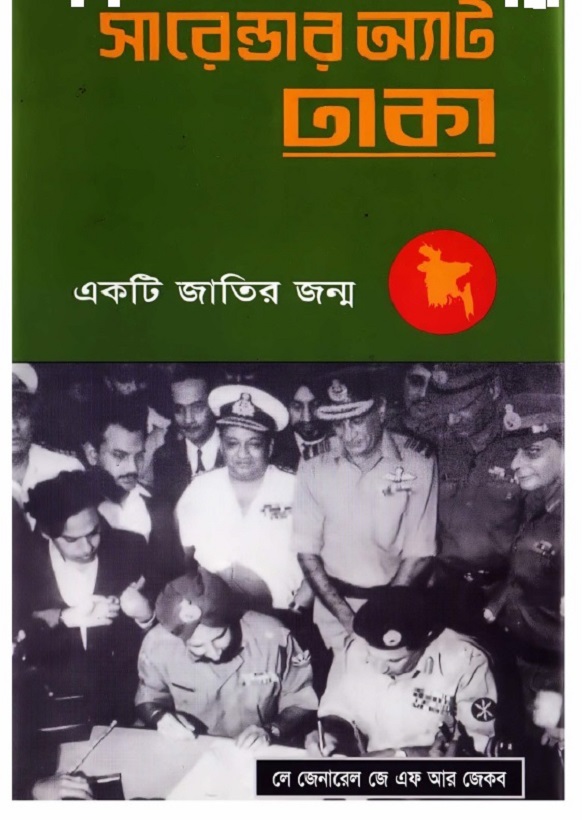 সারেন্ডার অ্যাট
ঢাকা
একটি জাতির জন্ম
লে জেনারেল জে এফ আর জেকব